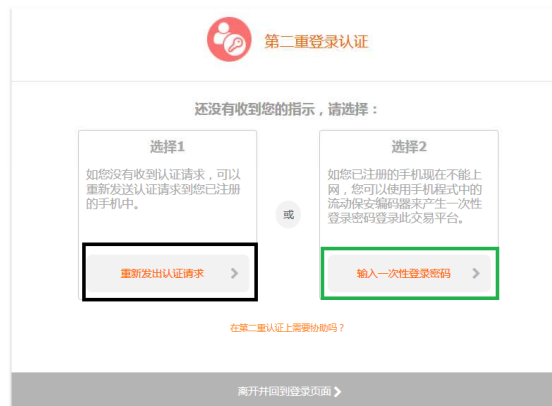 第二重登录认证
还没有收到您的指示，请选择：
选择1
如您没有收到认证请求，可以
重新发送认证请求到您已注册
的手机中。
重新发出认证请求
或
选择2
如您已注册的手机现在不能上
网，您可以使用手机程式中的
流动保安编码器来产生一次性
登录密码登录此交易平台。
输入一次性登录密码
在第二重认证上需要协助吗？
离开并回到登录页面